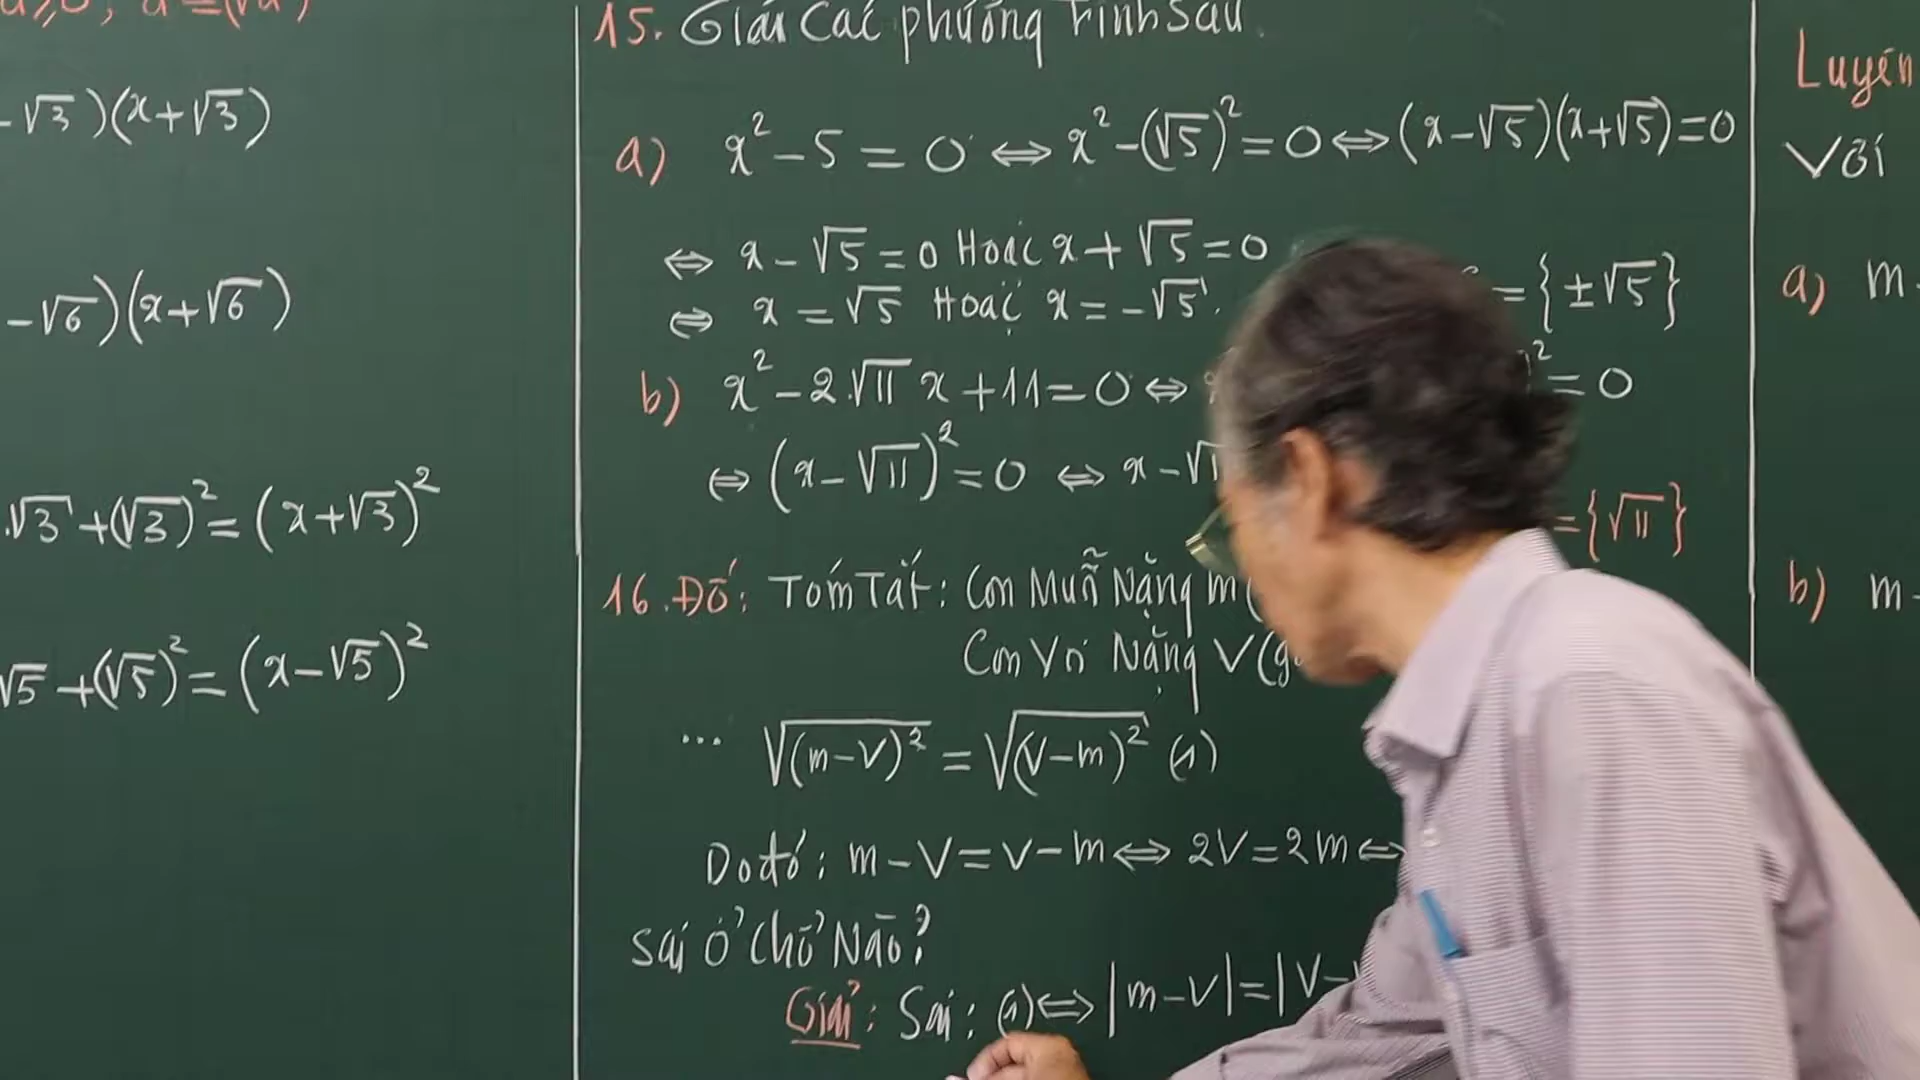 a ≥ 0 ; a = (√a)
-√3)(x+√3)
-√6)(x+√6)
.√3+(√3)²=(x+√3)²
√5+(√5)²=(x-√5)²
15. Giải các phương trình sau
a) x²-5=0 ⇔ x²-(√5)²=0 ⇔ (x-√5)(x+√5)=0
⇔ x-√5=0 Hoặc x+√5=0
⇔ x=√5 Hoặc x=-√5. ={±√5}
b) x²-2.√11 x+11=0 ⇔ ²=0
⇔ (x-√11)²=0 ⇔ x-√1 ={√11}
16. Đố: Tóm Tắt: Con Muỗi Nặng m(
Con Voi Nặng V(g
... √(m-V)² = √(V-m)² (1)
Do đó: m-V=V-m ⇔ 2V=2m ⇔
Sai Ở Chỗ Nào?
Giải: Sai: (1) ⇔ |m-V|=|V-
Luyện
Với
a) m-
b) m-